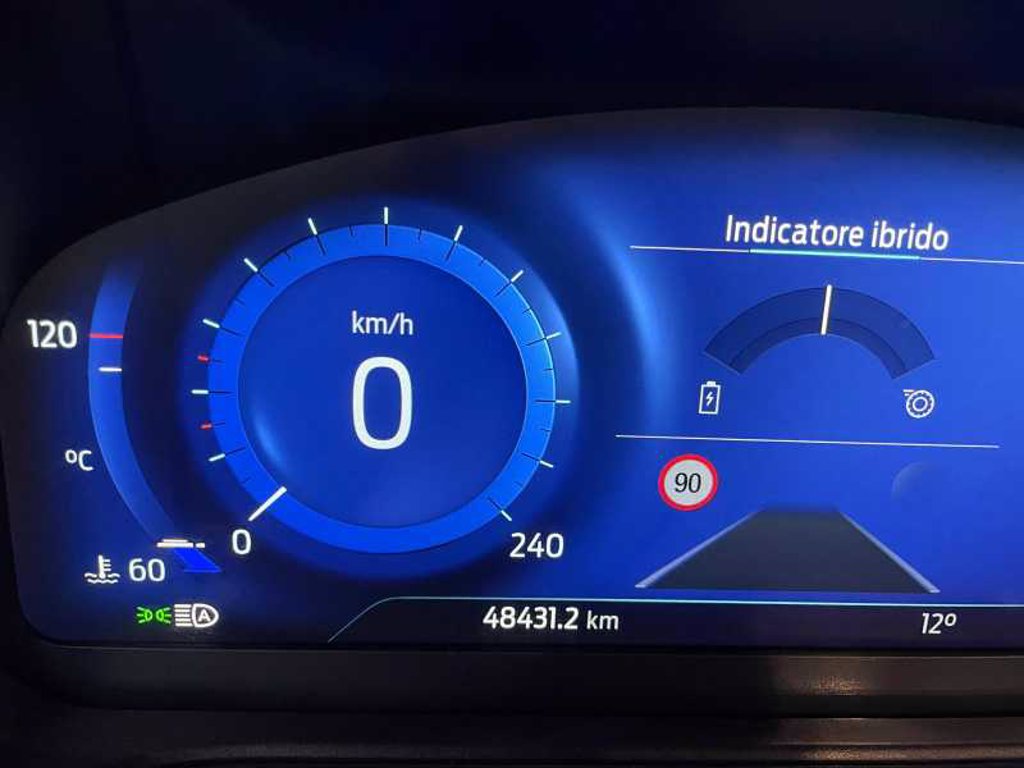 Indicatore ibrido
km/h
0
120
°C
60
0
240
90
A
48431.2 km
12°